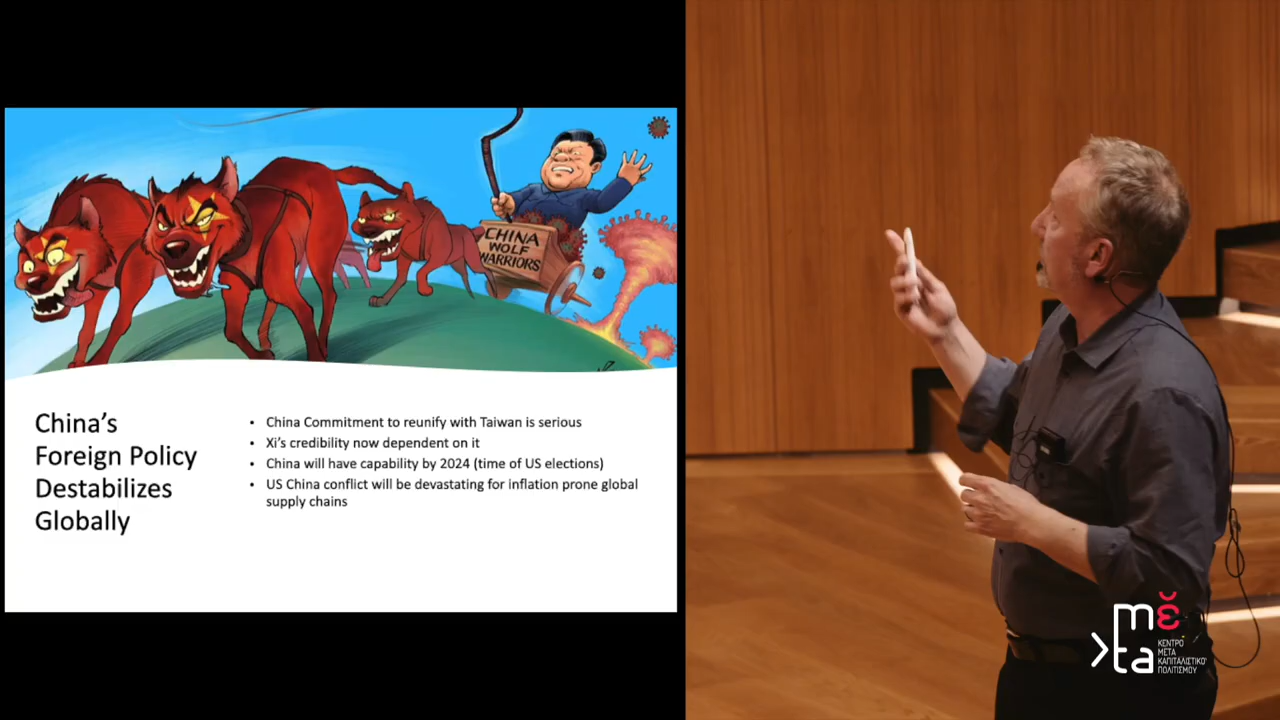 CHINA
WOLF
WARRIORS
China's
Foreign Policy
Destabilizes
Globally
• China Commitment to reunify with Taiwan is serious
• Xi's credibility now dependent on it
• China will have capability by 2024 (time of US elections)
• US China conflict will be devastating for inflation prone global
supply chains
mĕ
ta
ΚΕΝΤΡΟ
ΜΕΤΑ
ΚΑΠΙΤΑΛΙΣΤΙΚΟΥ
ΠΟΛΙΤΙΣΜΟΥ